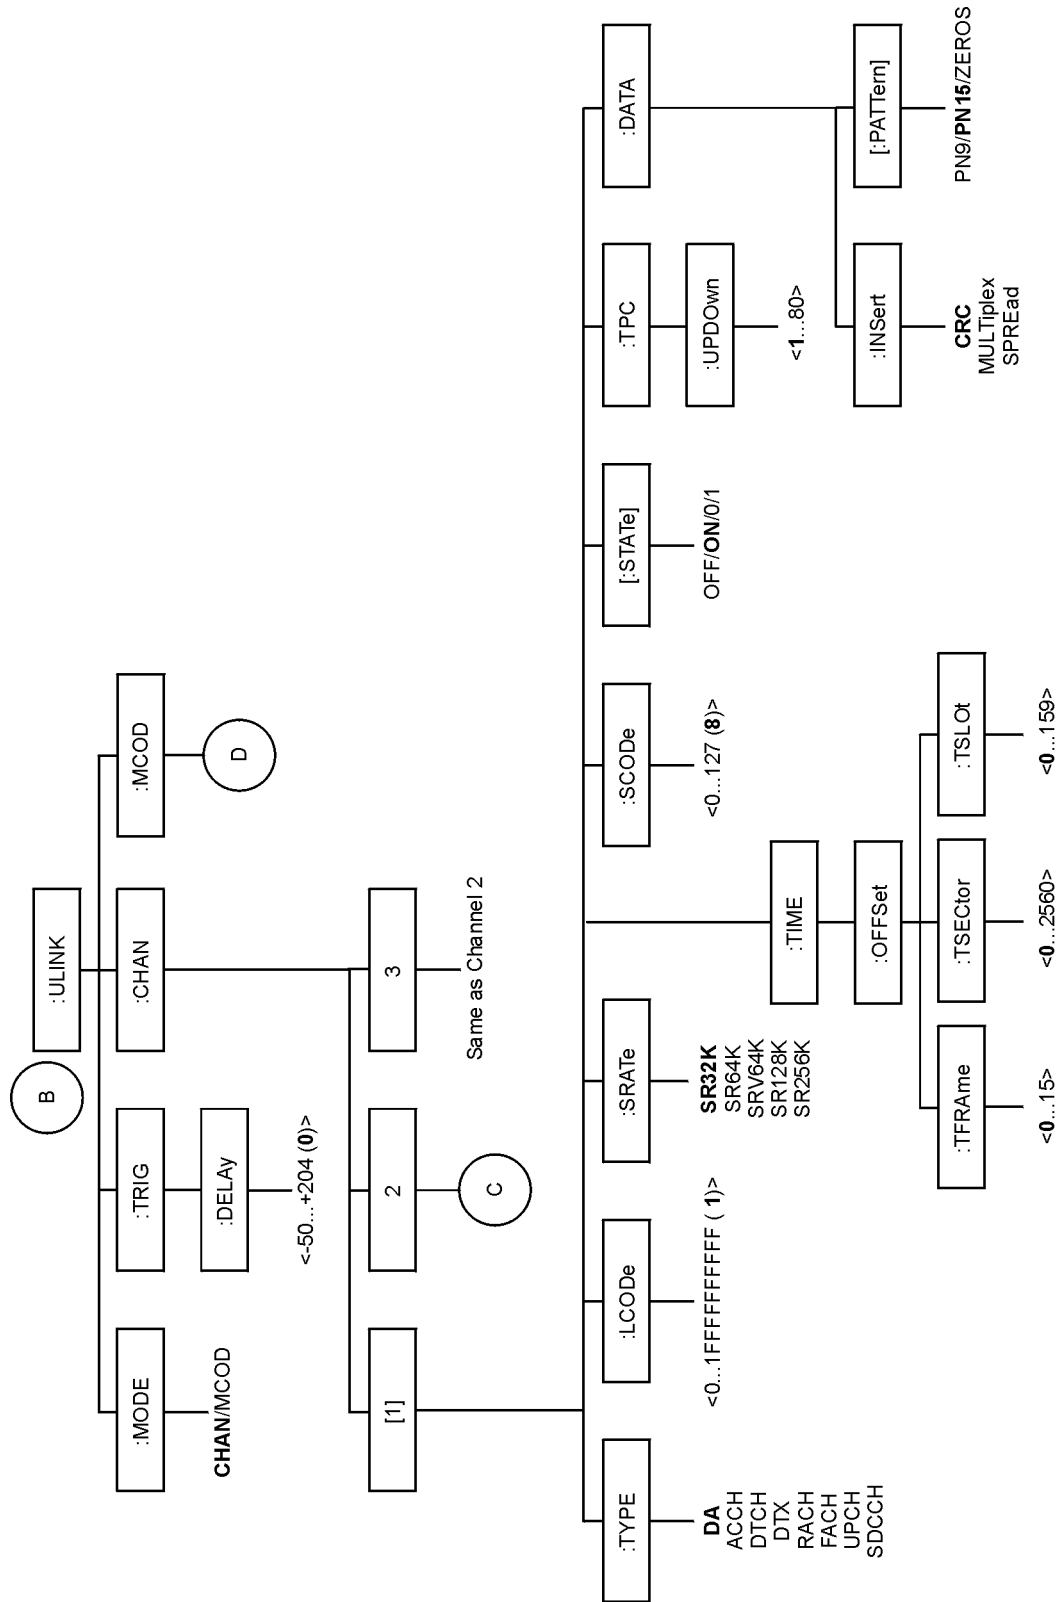 B
:ULINK
:MODE
:TRIG
:CHAN
:MCOD
CHAN/MCOD
:DELAy
D
<-50...+204 (0)>
[1]
2
3
C
Same as Channel 2
:TYPE
:LCODe
:SRATe
:SCODe
[:STATe]
:TPC
:DATA
DA
ACCH
DTCH
DTX
RACH
FACH
UPCH
SDCCH
<0...1FFFFFFFFFF ( 1)>
SR32K
SR64K
SRV64K
SR128K
SR256K
<0...127 (8)>
OFF/ON/0/1
:UPDOwn
<1...80>
:TIME
:OFFSet
:INSert
[:PATTern]
CRC
MULTiplex
SPREad
PN9/PN15/ZEROS
:TFRAme
:TSECtor
:TSLOt
<0...15>
<0...2560>
<0...159>